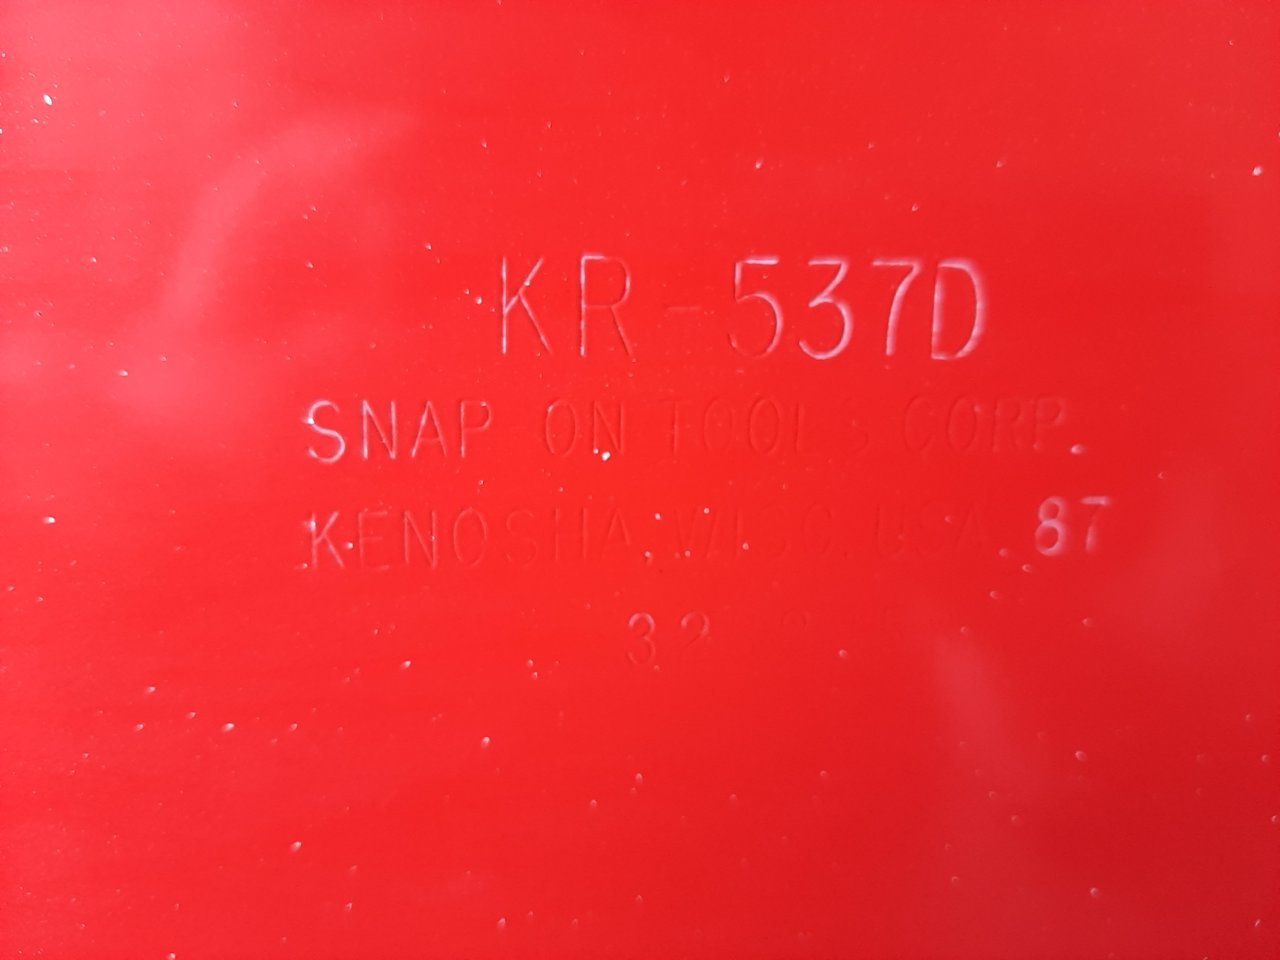 KR-537D
SNAP ON TOOLS CORP.
KENOSHA, WISC. USA. 87